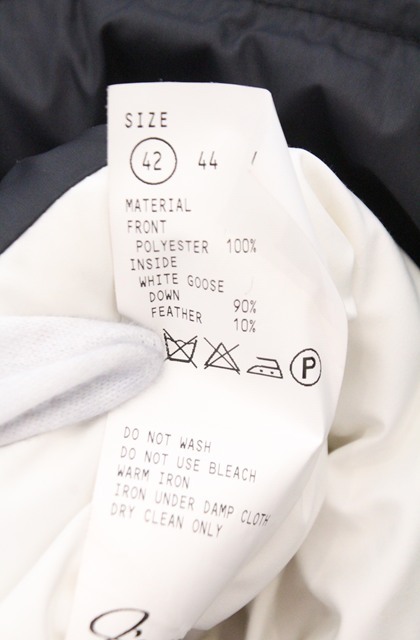 SIZE
42 44 /
MATERIAL
FRONT
POLYESTER 100%
INSIDE
WHITE GOOSE
DOWN 90%
FEATHER 10%
P
DO NOT WASH
DO NOT USE BLEACH
WARM IRON
IRON UNDER DAMP CLOTH
DRY CLEAN ONLY